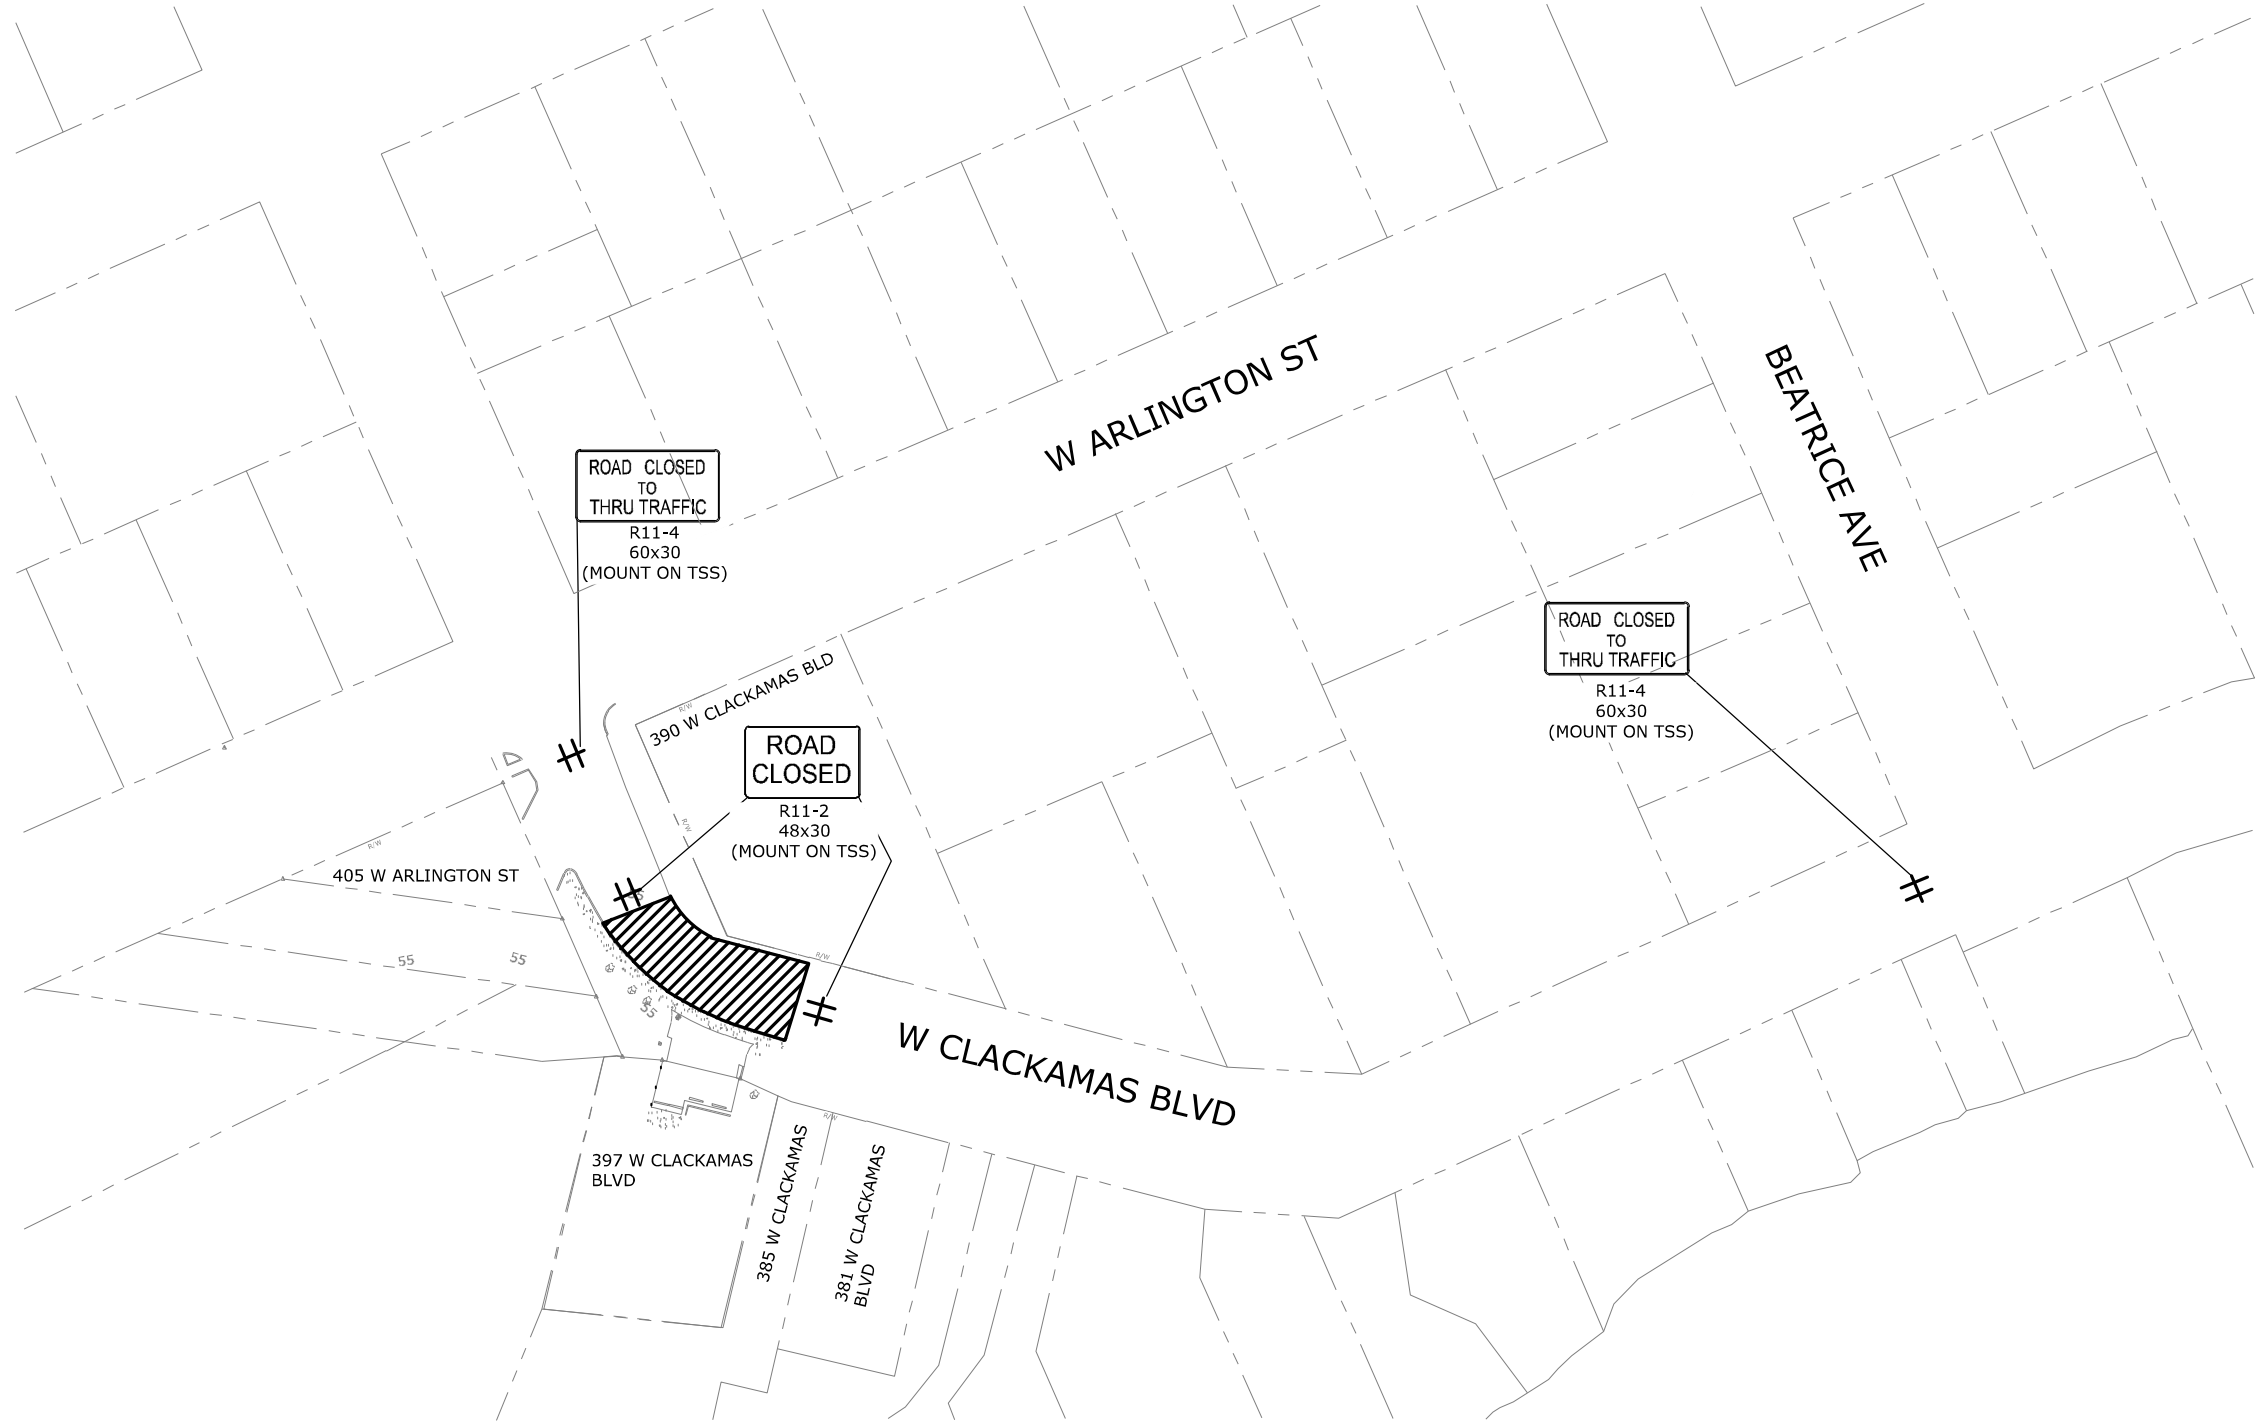 W ARLINGTON ST
BEATRICE AVE
ROAD CLOSED
TO
THRU TRAFFIC
R11-4
60x30
(MOUNT ON TSS)
ROAD CLOSED
TO
THRU TRAFFIC
R11-4
60x30
(MOUNT ON TSS)
390 W CLACKAMAS BLD
R/W
ROAD
CLOSED
R11-2
48x30
(MOUNT ON TSS)
R/W
R/W
405 W ARLINGTON ST
55
55
55
55
R/W
W CLACKAMAS BLVD
R/W
397 W CLACKAMAS
BLVD
385 W CLACKAMAS
381 W CLACKAMAS
BLVD